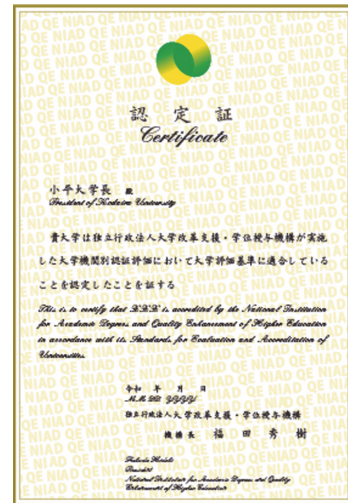 認定証
Certificate
小平大学長 殿
President of Kodaira University
貴大学は独立行政法人大学改革支援・学位授与機構が実施
した大学機関別認証評価において大学評価基準に適合している
ことを認定したことを証する
This is to certify that is accredited by the National Institution
for Academic Degrees and Quality Enhancement of Higher Education
in accordance with its Standards for Evaluation and Accreditation of
Universities.
令和 年 月 日
M.M. DD. YYYY
独立行政法人大学改革支援・学位授与機構
機構長 福田秀樹
President
National Institution for Academic Degrees and Quality
Enhancement of Higher Education